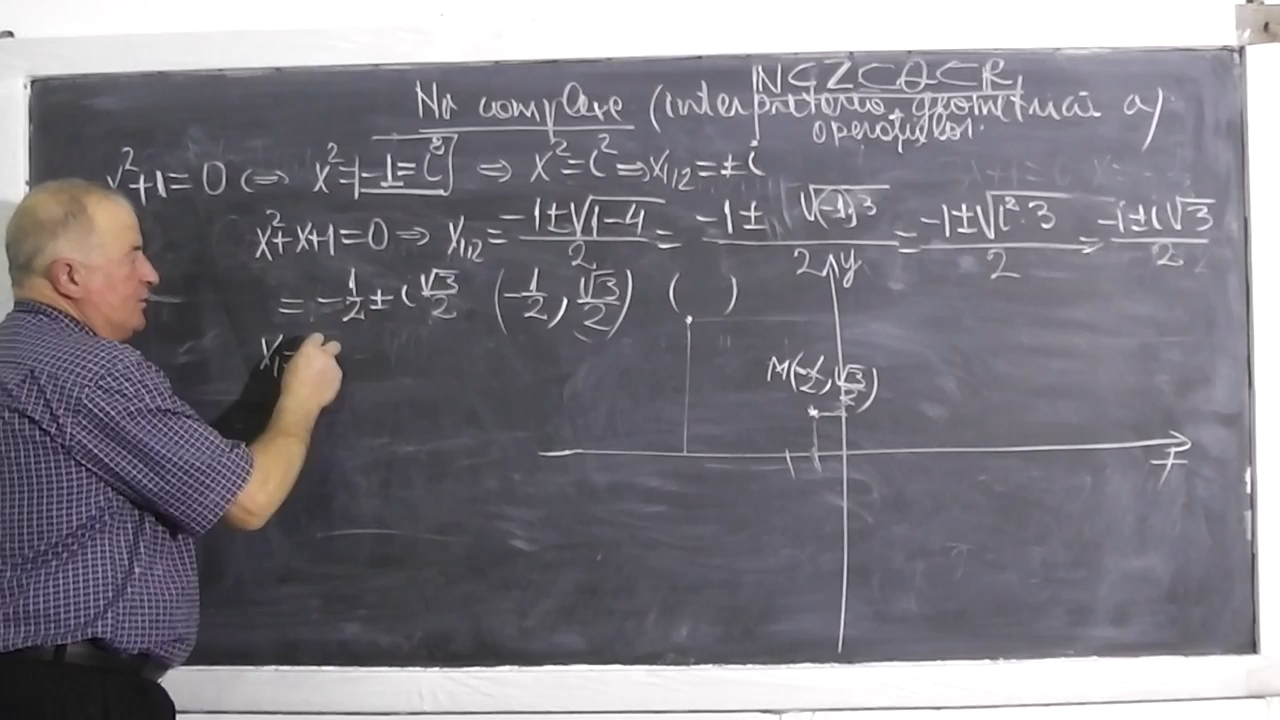 N⊂Z⊂Q⊂R
Nr complexe (interpretarea geometrică a)
operațiilor.
x²+1=0 ⇔ x²=-1=i² ⇒ x²=i² ⇒ x₁,₂=±i
x²+x+1=0 ⇒ x₁,₂ = (-1±√(1-4))/2 = (-1±√((-1)·3))/2 = (-1±√(i²·3))/2 = (-1±i√3)/2
= -1/2 ± i √3/2 (-1/2, √3/2) ( )
x₁=
y
M(-1/2, √3/2)